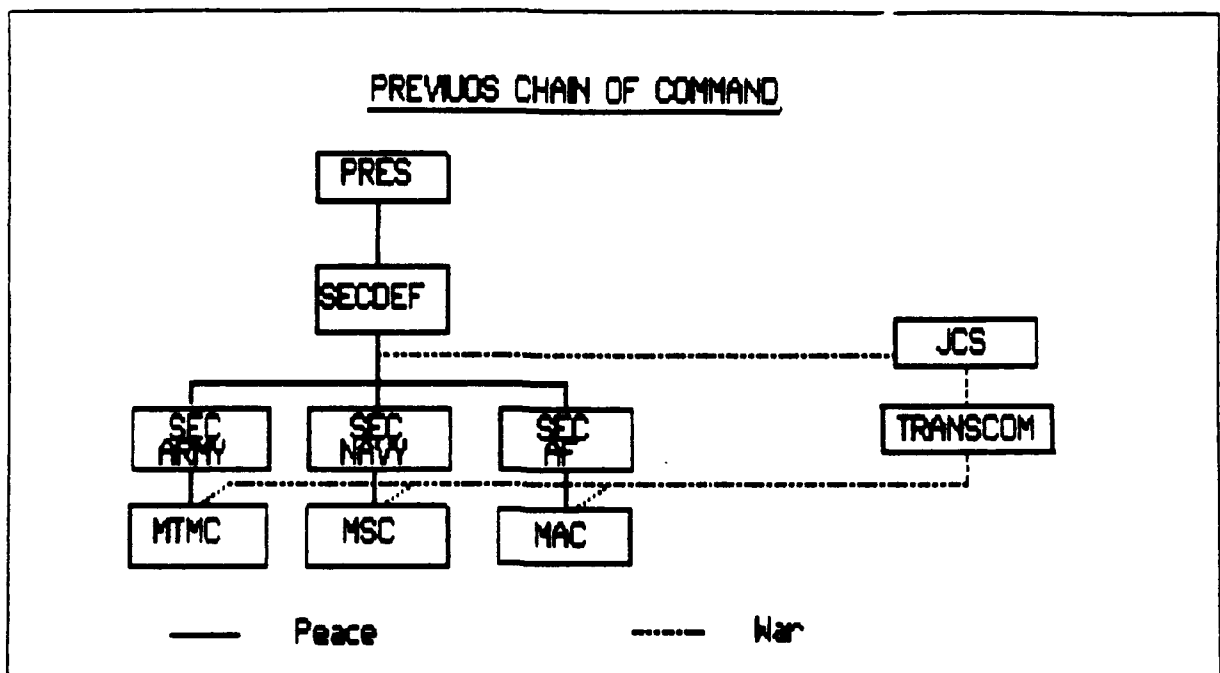 PREVIUOS CHAIN OF COMMAND
PRES
SECDEF
JCS
SEC
ARMY
SEC
NAVY
SEC
AF
TRANSCOM
MTMC
MSC
MAC
Peace
War